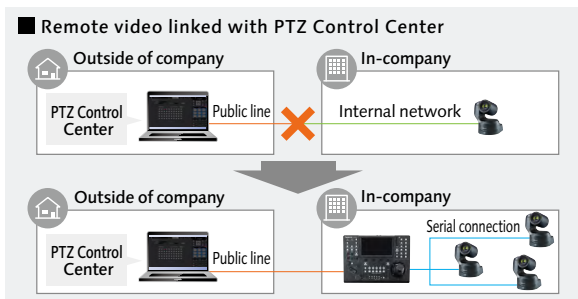 ■ Remote video linked with PTZ Control Center
Outside of company
In-company
PTZ Control
Center
Public line
Internal network
Outside of company
In-company
PTZ Control
Center
Public line
Serial connection